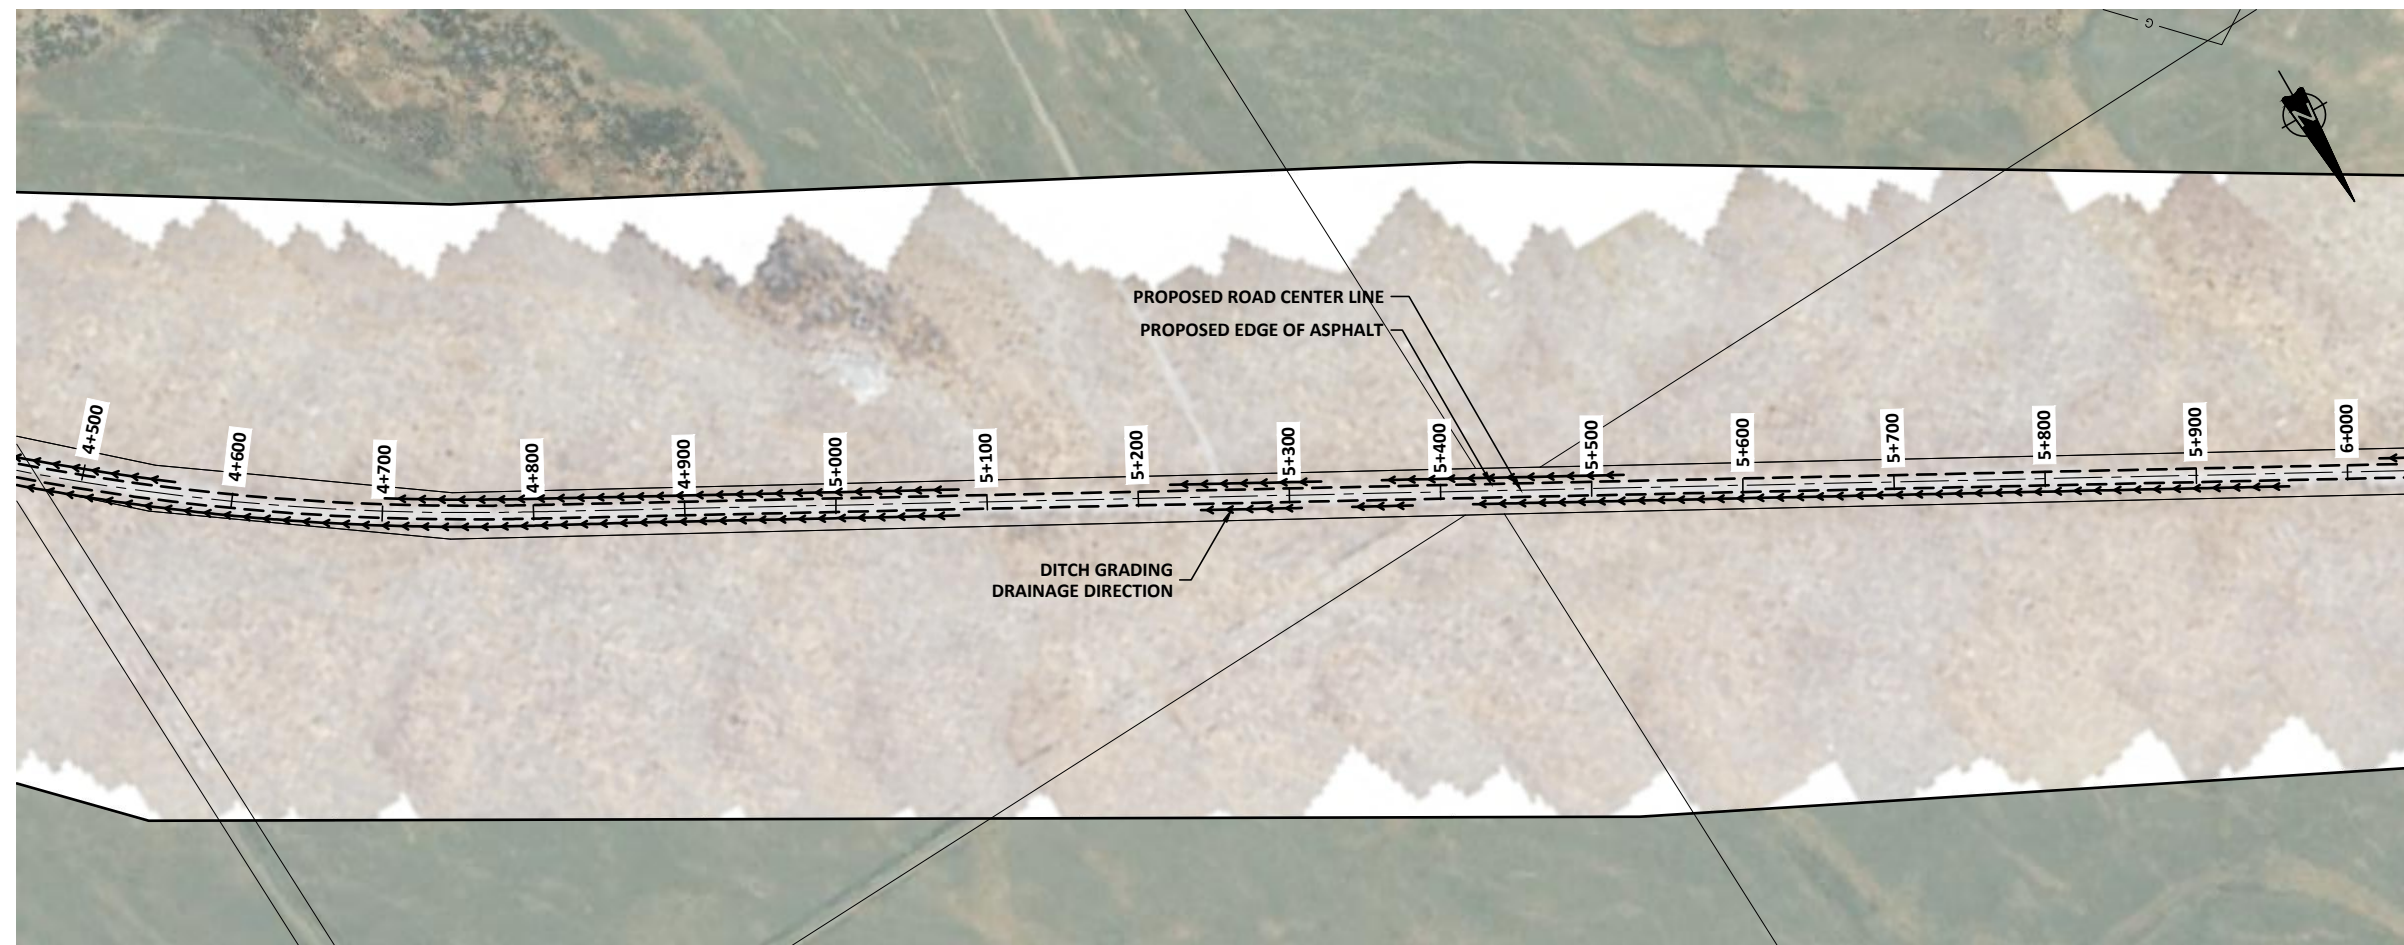 G
N
PROPOSED ROAD CENTER LINE
PROPOSED EDGE OF ASPHALT
4+500
4+600
4+700
4+800
4+900
5+000
5+100
5+200
5+300
5+400
5+500
5+600
5+700
5+800
5+900
6+000
DITCH GRADING
DRAINAGE DIRECTION